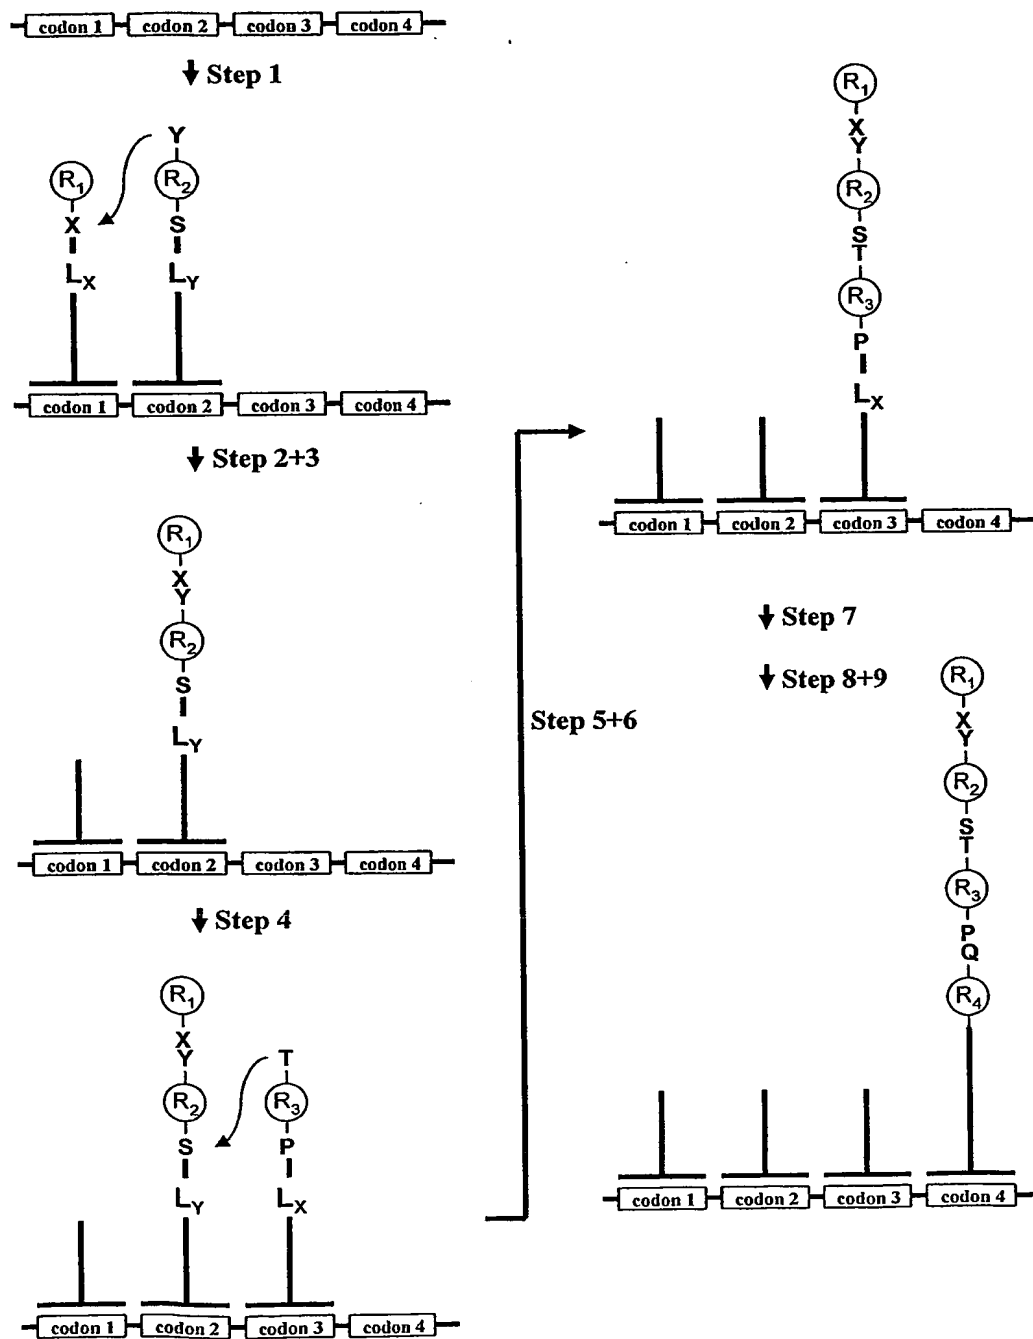 codon 1 codon 2 codon 3 codon 4
Step 1
Y
R1 R2
X S
LX LY
codon 1 codon 2 codon 3 codon 4
Step 2+3
R1
X
Y
R2
S
LY
codon 1 codon 2 codon 3 codon 4
Step 4
R1
X
Y T
R2 R3
S P
LY LX
codon 1 codon 2 codon 3 codon 4
Step 5+6
R1
X
Y
R2
S
T
R3
P
LX
codon 1 codon 2 codon 3 codon 4
Step 7
Step 8+9
R1
X
Y
R2
S
T
R3
P
Q
R4
codon 1 codon 2 codon 3 codon 4